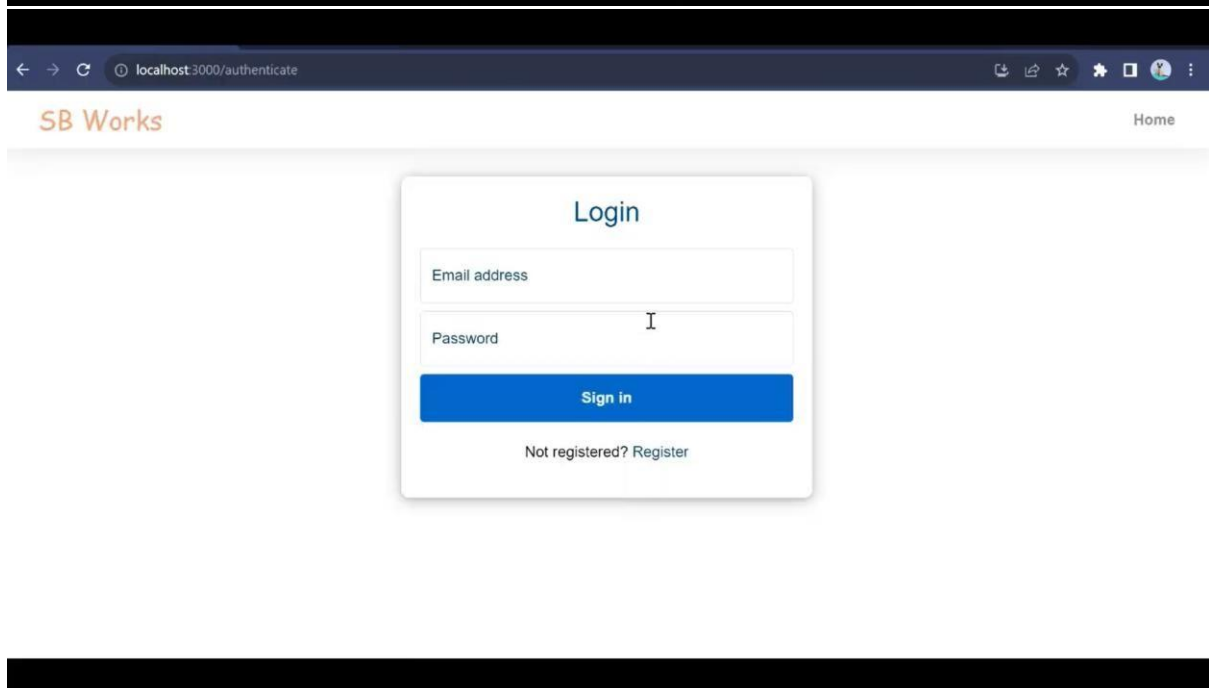 localhost:3000/authenticate
SB Works
Home
Login
Email address
Password
Sign in
Not registered? Register